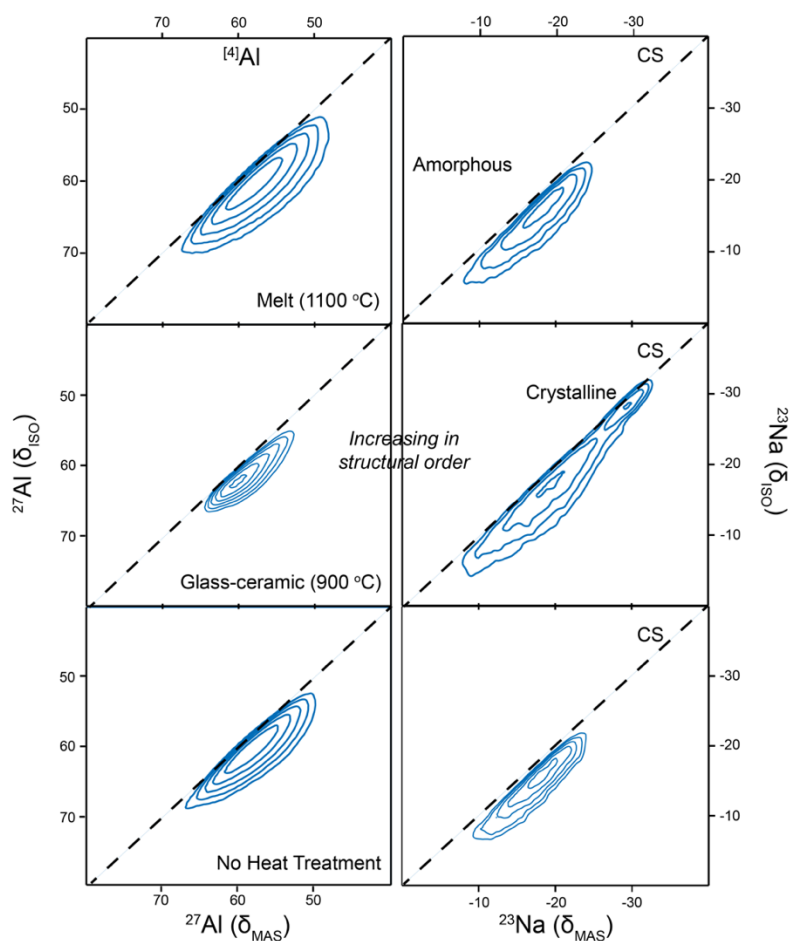 70 60 50 -10 -20 -30
[4]Al
CS
50
60
70
Amorphous
-30
-20
-10
Melt (1100 °C)
CS
Crystalline
50
60
70
Increasing in
structural order
-30
-20
-10
27Al (δISO)
23Na (δISO)
Glass-ceramic (900 °C)
CS
50
60
70
-30
-20
-10
No Heat Treatment
70 60 50 -10 -20 -30
27Al (δMAS) 23Na (δMAS)